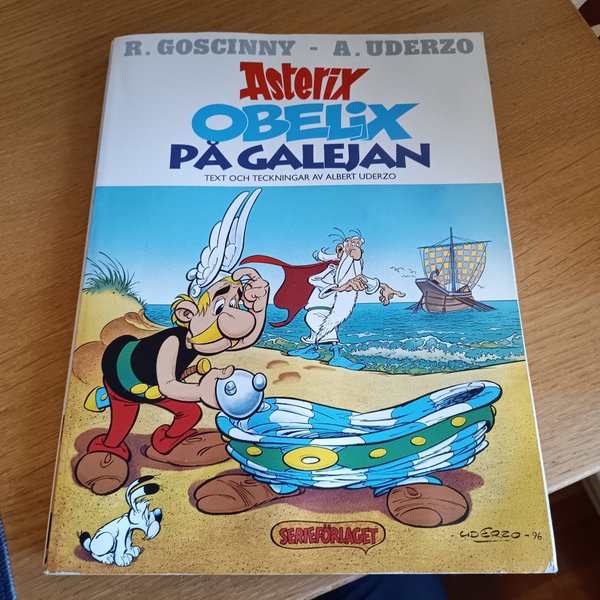 R. GOSCINNY - A. UDERZO
Asterix
OBELIX
PÅ GALEJAN
TEXT OCH TECKNINGAR AV ALBERT UDERZO
SERIEFÖRLAGET
- UDERZO - 96